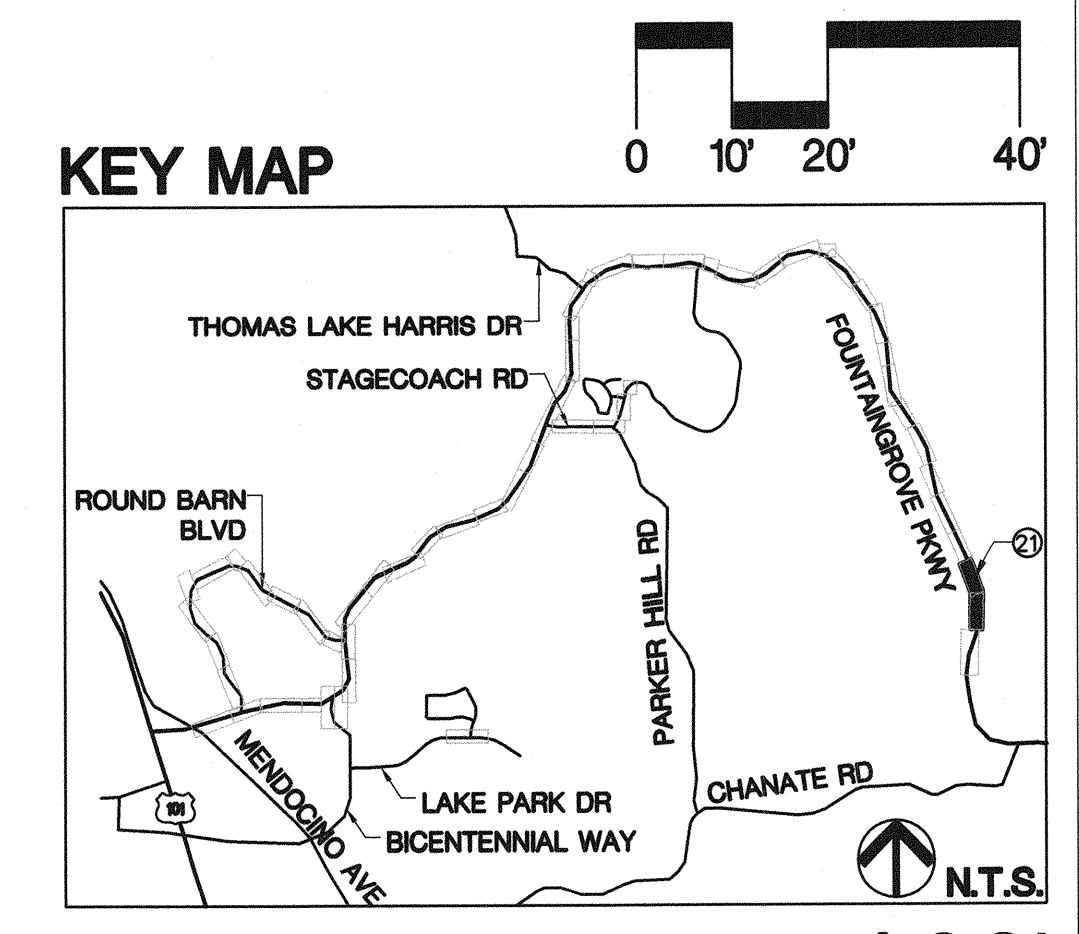 0 10' 20' 40'
KEY MAP
THOMAS LAKE HARRIS DR
STAGECOACH RD
FOUNTAINGROVE PKWY
ROUND BARN
BLVD
21
PARKER HILL RD
MENDOCINO AVE
CHANATE RD
LAKE PARK DR
101
BICENTENNIAL WAY
N.T.S.